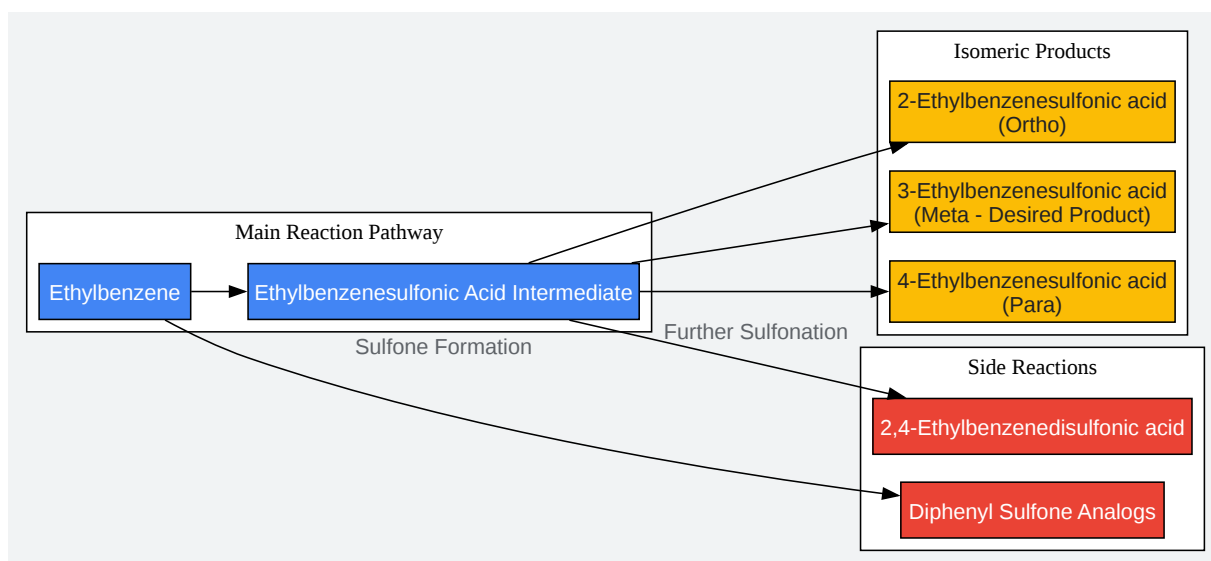 Main Reaction Pathway
Ethylbenzene
Ethylbenzenesulfonic Acid Intermediate
Sulfone Formation
Further Sulfonation
Isomeric Products
2-Ethylbenzenesulfonic acid
(Ortho)
3-Ethylbenzenesulfonic acid
(Meta - Desired Product)
4-Ethylbenzenesulfonic acid
(Para)
Side Reactions
2,4-Ethylbenzenedisulfonic acid
Diphenyl Sulfone Analogs